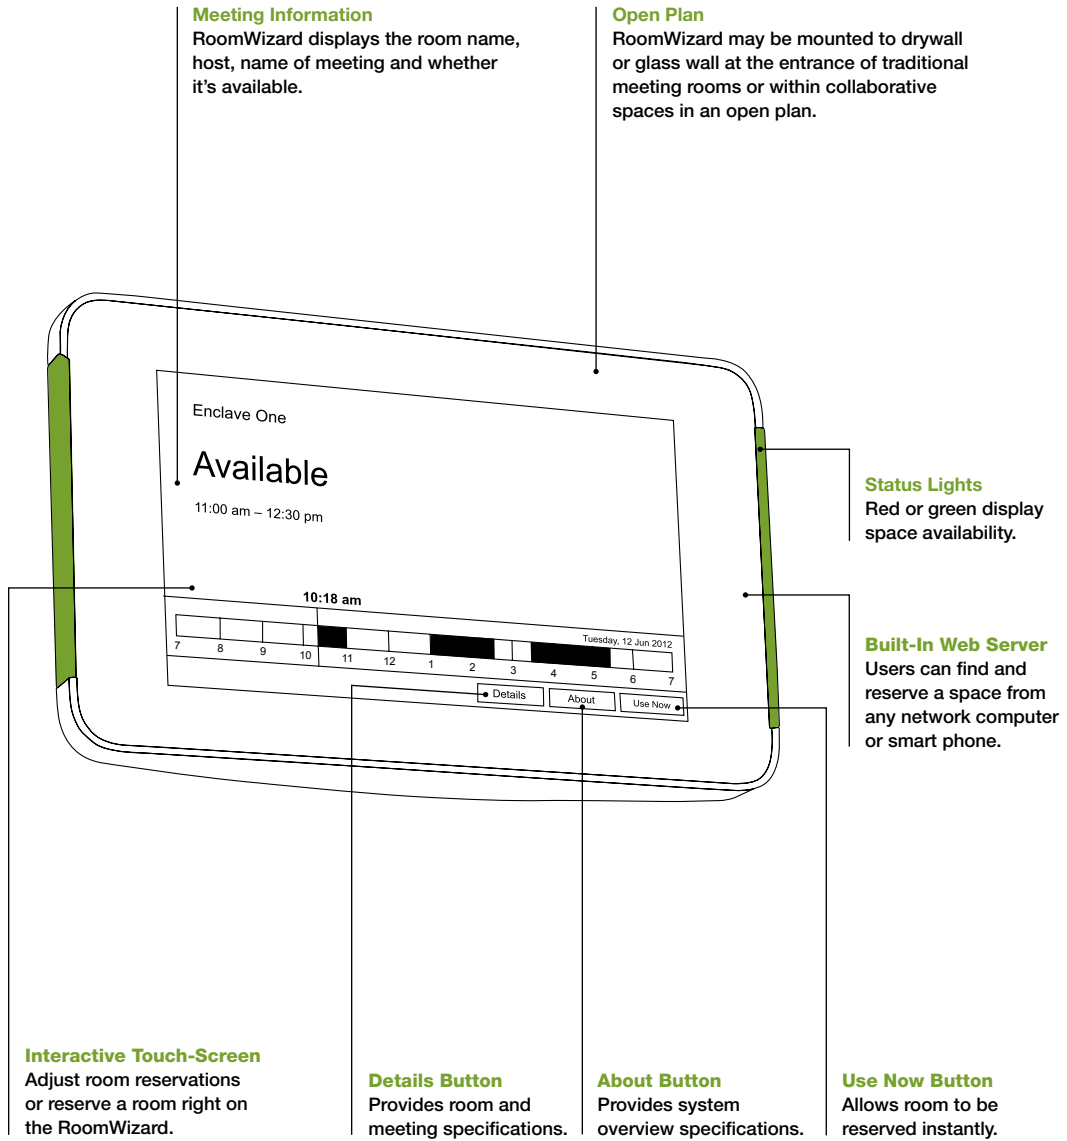 Meeting Information
RoomWizard displays the room name,
host, name of meeting and whether
it's available.
Open Plan
RoomWizard may be mounted to drywall
or glass wall at the entrance of traditional
meeting rooms or within collaborative
spaces in an open plan.
Enclave One
Available
11:00 am – 12:30 pm
10:18 am
Tuesday, 12 Jun 2012
7 8 9 10 11 12 1 2 3 4 5 6 7
Details About Use Now
Status Lights
Red or green display
space availability.
Built-In Web Server
Users can find and
reserve a space from
any network computer
or smart phone.
Interactive Touch-Screen
Adjust room reservations
or reserve a room right on
the RoomWizard.
Details Button
Provides room and
meeting specifications.
About Button
Provides system
overview specifications.
Use Now Button
Allows room to be
reserved instantly.